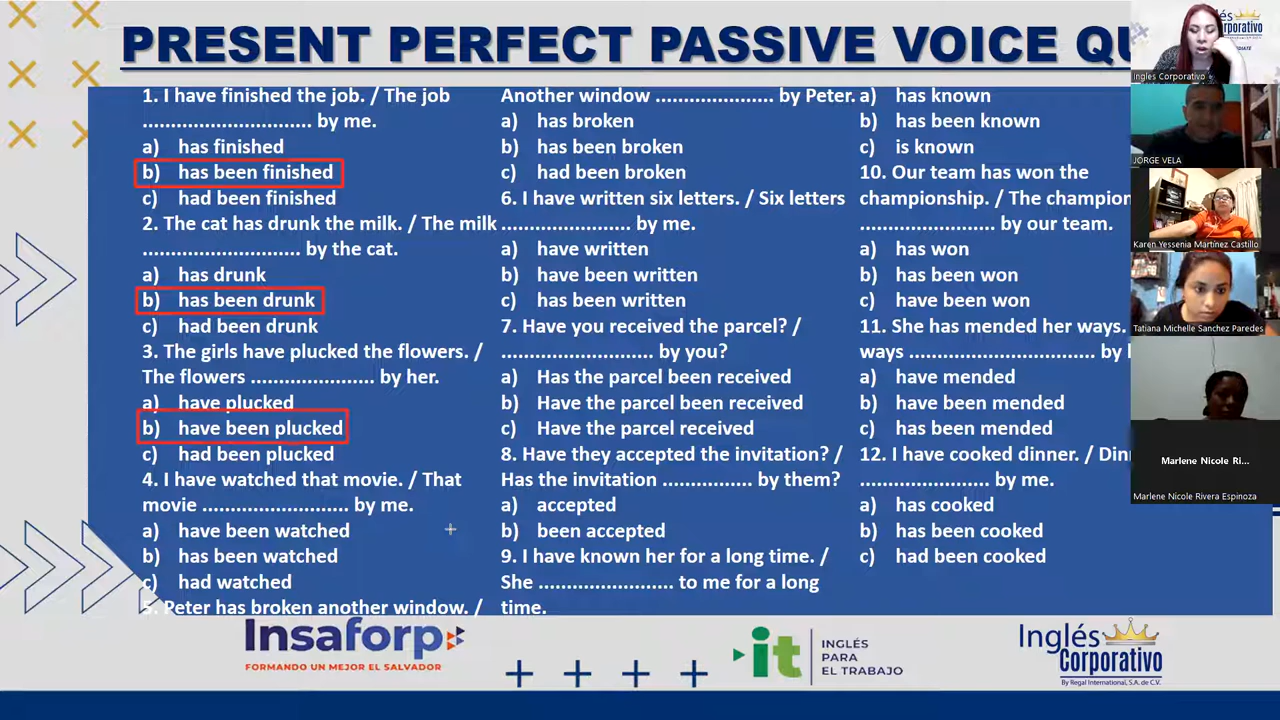 PRESENT PERFECT PASSIVE VOICE QU
1. I have finished the job. / The job
............................... by me.
a) has finished
b) has been finished
c) had been finished
2. The cat has drunk the milk. / The milk
............................. by the cat.
a) has drunk
b) has been drunk
c) had been drunk
3. The girls have plucked the flowers. /
The flowers ....................... by her.
a) have plucked
b) have been plucked
c) had been plucked
4. I have watched that movie. / That
movie ........................... by me.
a) have been watched
b) has been watched
c) had watched
5. Peter has broken another window. /
Another window ...................... by Peter.
a) has broken
b) has been broken
c) had been broken
6. I have written six letters. / Six letters
........................ by me.
a) have written
b) have been written
c) has been written
7. Have you received the parcel? /
............................ by you?
a) Has the parcel been received
b) Have the parcel been received
c) Have the parcel received
8. Have they accepted the invitation? /
Has the invitation ................. by them?
a) accepted
b) been accepted
9. I have known her for a long time. /
She ......................... to me for a long
time.
a) has known
b) has been known
c) is known
10. Our team has won the
championship. / The champion
......................... by our team.
a) has won
b) has been won
c) have been won
11. She has mended her ways.
ways .................................. by
a) have mended
b) have been mended
c) has been mended
12. I have cooked dinner. / Din
........................ by me.
a) has cooked
b) has been cooked
c) had been cooked
Insaforp
FORMANDO UN MEJOR EL SALVADOR
it
INGLÉS
PARA
EL TRABAJO
Inglés
Corporativo
By Regal International, S.A. de C.V.
Ingles Corporativo
JORGE VELA
Karen Yessenia Martínez Castillo
Tatiana Michelle Sanchez Paredes
Marlene Nicole Ri...
Marlene Nicole Rivera Espinoza